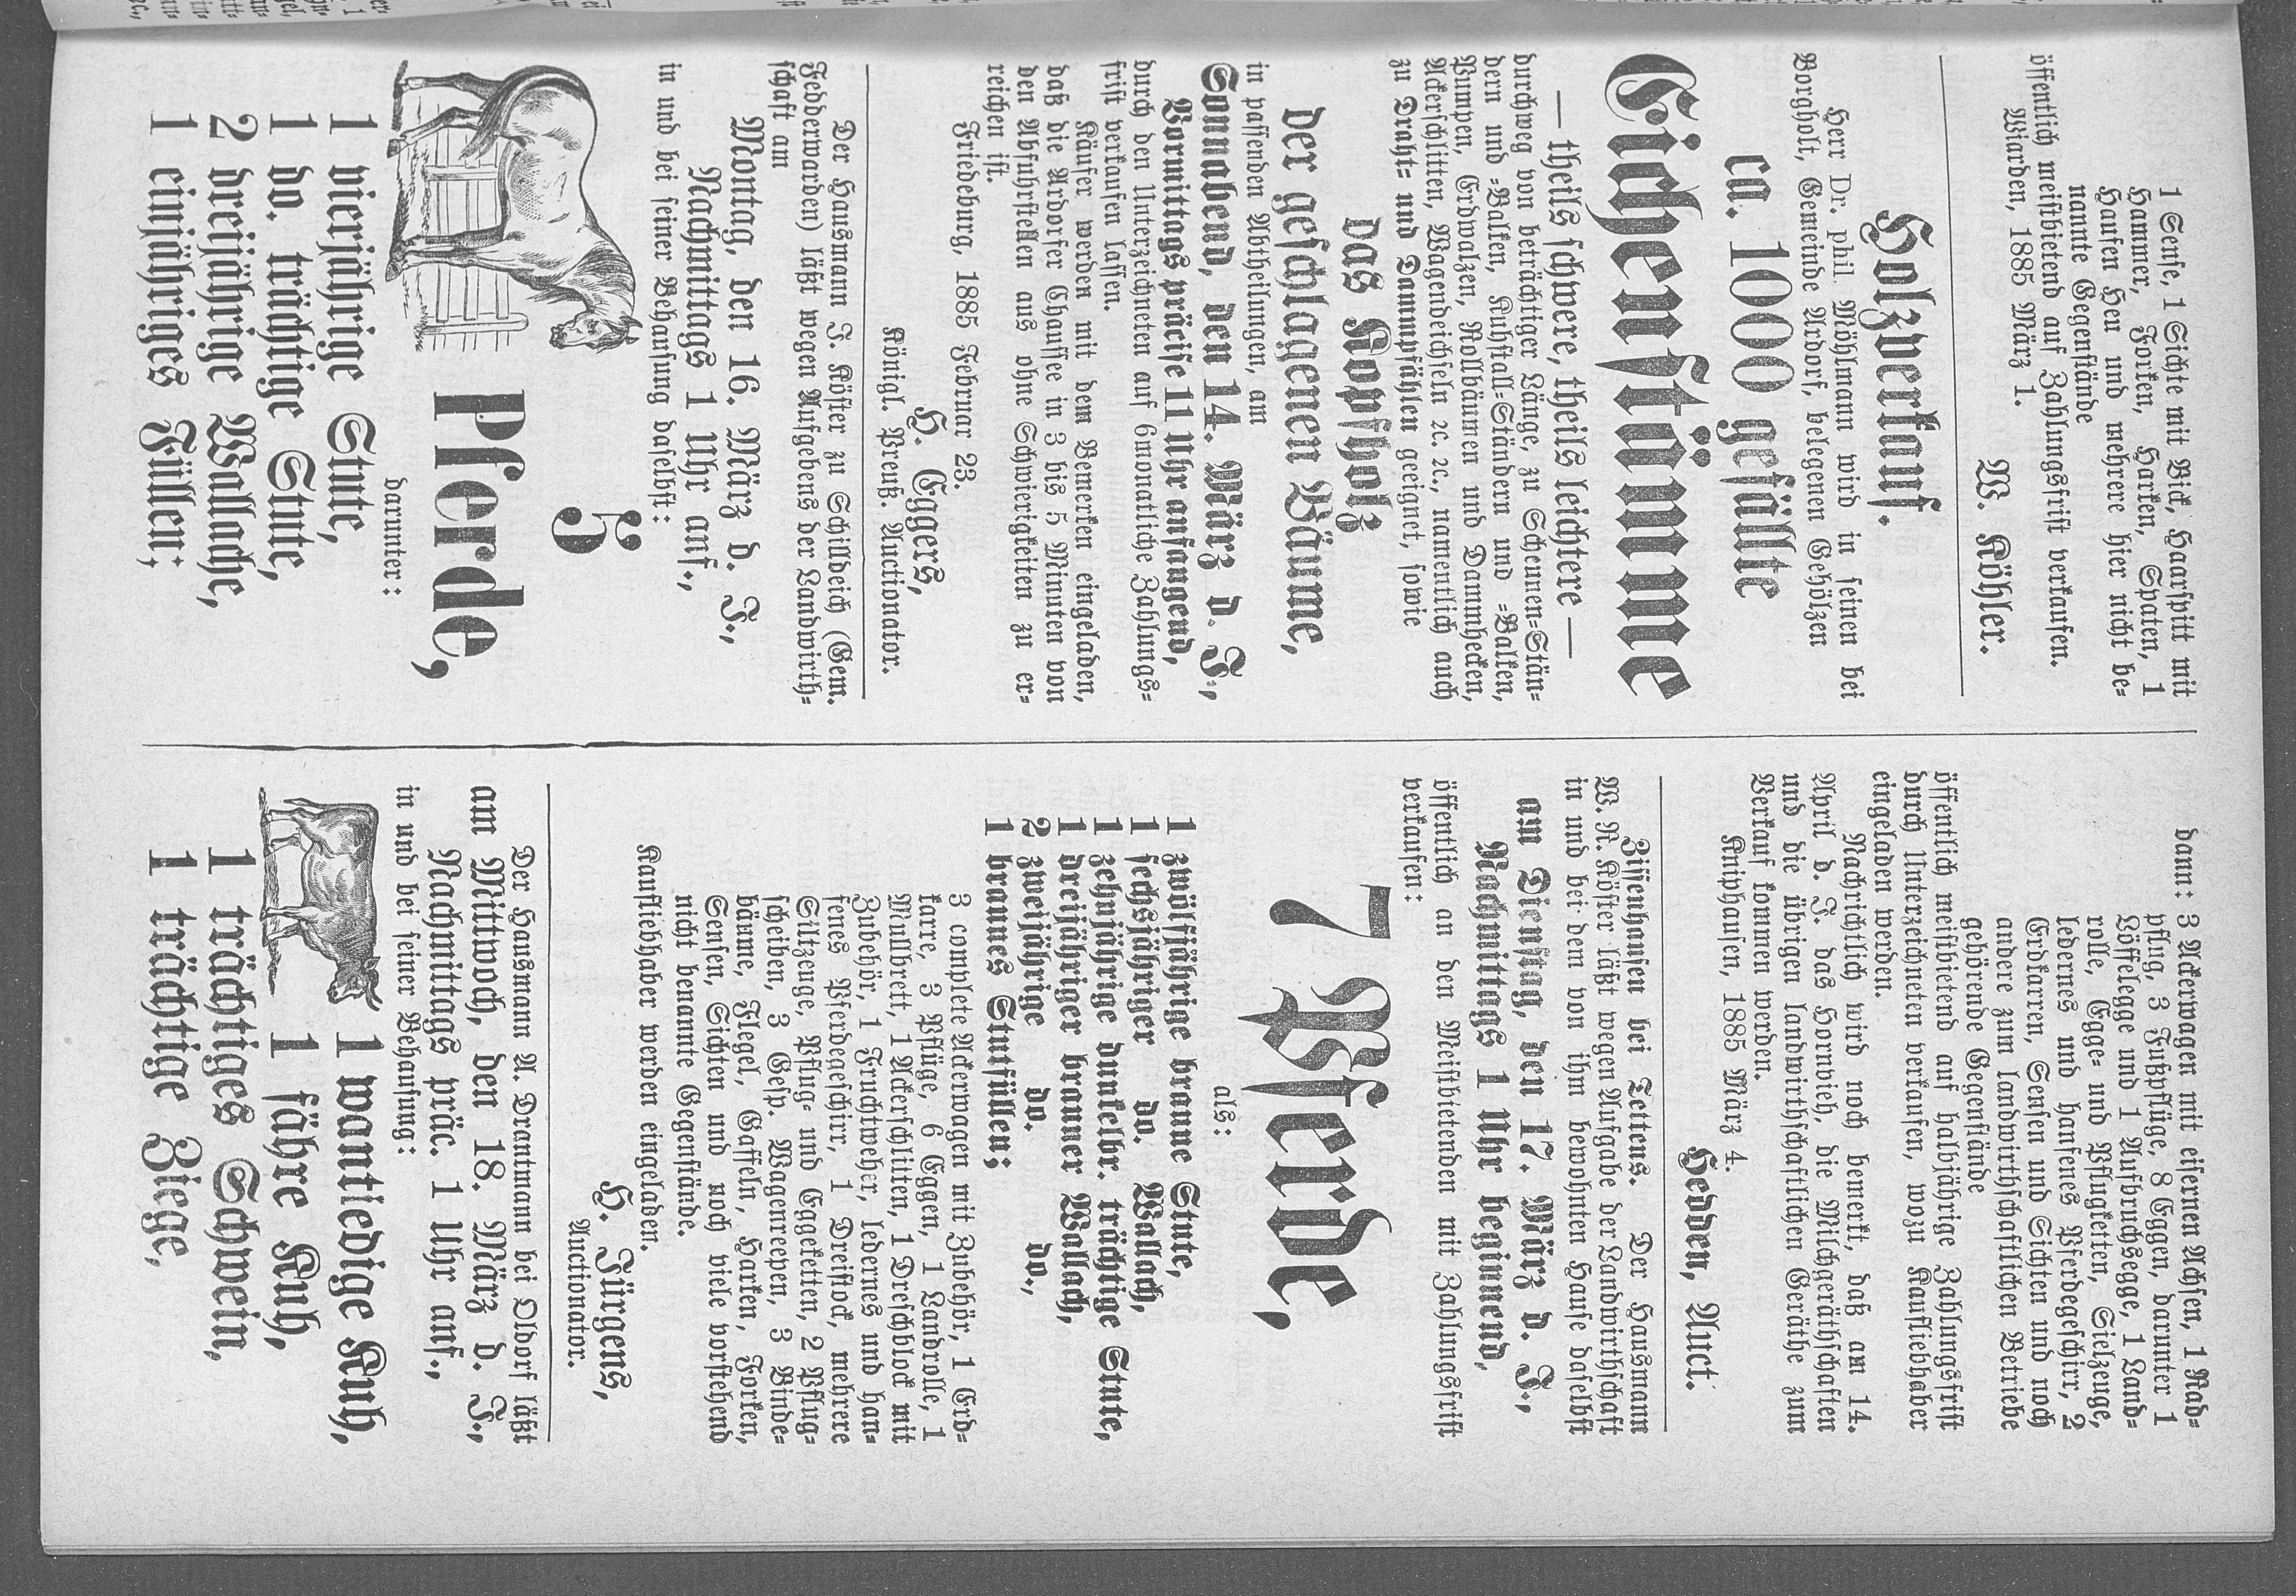 1 Sense, 1 Sichte mit Bick, Haarspitt mit
Hammer, Forken, Harken, Spaten, 1
Haufen Heu und mehrere hier nicht be-
nannte Gegenstände
öffentlich meistbietend auf Zahlungsfrist verkaufen.
Wiarden, 1885 März 1.
W. Köhler.
Holzverkauf.
Herr Dr. phil. Möhlmann wird in seinen bei
Borgholt, Gemeinde Ardorf, belegenen Gehölzen
ca. 1000 gefällte
Eichenstämme
— theils schwere, theils leichtere —
durchweg von beträchtiger Länge, zu Scheunen-Stän-
dern und -Balken, Kuhstall-Ständern und -Balken,
Pumpen, Erdwalzen, Rollbäumen und Dammhecken,
Ackerschlitten, Wagendeichseln ꝛc. ꝛc., namentlich auch
zu Draht- und Dammpfählen geeignet, sowie
das Kopfholz
der geschlagenen Bäume,
in passenden Abtheilungen, am
Sonnabend, den 14. März d. J.,
Vormittags präcise 11 Uhr anfangend,
durch den Unterzeichneten auf 6monatliche Zahlungs-
frist verkaufen lassen.
Käufer werden mit dem Bemerken eingeladen,
daß die Ardorfer Chaussee in 3 bis 5 Minuten von
den Abfuhrstellen aus ohne Schwierigkeiten zu er-
reichen ist.
Friedeburg, 1885 Februar 23.
H. Eggers,
Königl. Preuß. Auctionator.
Der Hausmann J. Köster zu Schilldeich (Gem.
Fedderwarden) läßt wegen Aufgebens der Landwirth-
schaft am
Montag, den 16. März d. J.,
Nachmittags 1 Uhr anf.,
in und bei seiner Behausung daselbst:
5
Pferde,
darunter:
1 vierjährige Stute,
1 do. trächtige Stute,
2 dreijährige Wallache,
1 einjähriges Füllen;
dann: 3 Ackerwagen mit eisernen Achsen, 1 Rad-
pflug, 3 Fußpflüge, 8 Eggen, darunter 1
Löffelegge und 1 Aufbruchsegge, 1 Land-
rolle, Egge- und Pflugketten, Sielzeuge,
ledernes und hanfenes Pferdegeschirr, 2
Erdkarren, Sensen und Sichten und noch
andere zum landwirthschaftlichen Betriebe
gehörende Gegenstände
öffentlich meistbietend auf halbjährige Zahlungsfrist
durch Unterzeichneten verkaufen, wozu Kaufliebhaber
eingeladen werden.
Nachrichtlich wird noch bemerkt, daß am 14.
April d. J. das Hornvieh, die Milchgeräthschaften
und die übrigen landwirthschaftlichen Geräthe zum
Verkauf kommen werden.
Kniphausen, 1885 März 4.
Hedden, Auct.
Zissenhausen bei Tettens. Der Hausmann
W. R. Köster läßt wegen Aufgabe der Landwirthschaft
in und bei dem von ihm bewohnten Hause daselbst
am Dienstag, den 17. März d. J.,
Nachmittags 1 Uhr beginnend,
öffentlich an den Meistbietenden mit Zahlungsfrist
verkaufen:
7 Pferde,
als:
1 zwölfjährige braune Stute,
1 sechsjähriger do. Wallach,
1 zehnjährige dunkelbr. trächtige Stute,
1 dreijähriger brauner Wallach,
2 zweijährige do. do.,
1 braunes Stutfüllen;
3 complete Ackerwagen mit Zubehör, 1 Erd-
karre, 3 Pflüge, 6 Eggen, 1 Landrolle, 1
Mullbrett, 1 Ackerschlitten, 1 Dreschblock mit
Zubehör, 1 Fruchtweher, ledernes und han-
fenes Pferdegeschirr, 1 Dreistock, mehrere
Siltzeuge, Pflug- und Eggeketten, 2 Pflug-
scheiben, 3 Gesp. Wagenreepen, 3 Binde-
bäume, Flegel, Gaffeln, Harken, Forken,
Sensen, Sichten und noch viele vorstehend
nicht benannte Gegenstände.
Kaufliebhaber werden eingeladen.
H. Jürgens,
Auctionator.
Der Hausmann A. Drantmann bei Oldorf läßt
am Mittwoch, den 18. März d. J.,
Nachmittags präc. 1 Uhr anf.,
in und bei seiner Behausung:
1 wantiedige Kuh,
1 fähre Kuh,
1 trächtiges Schwein,
1 trächtige Ziege,